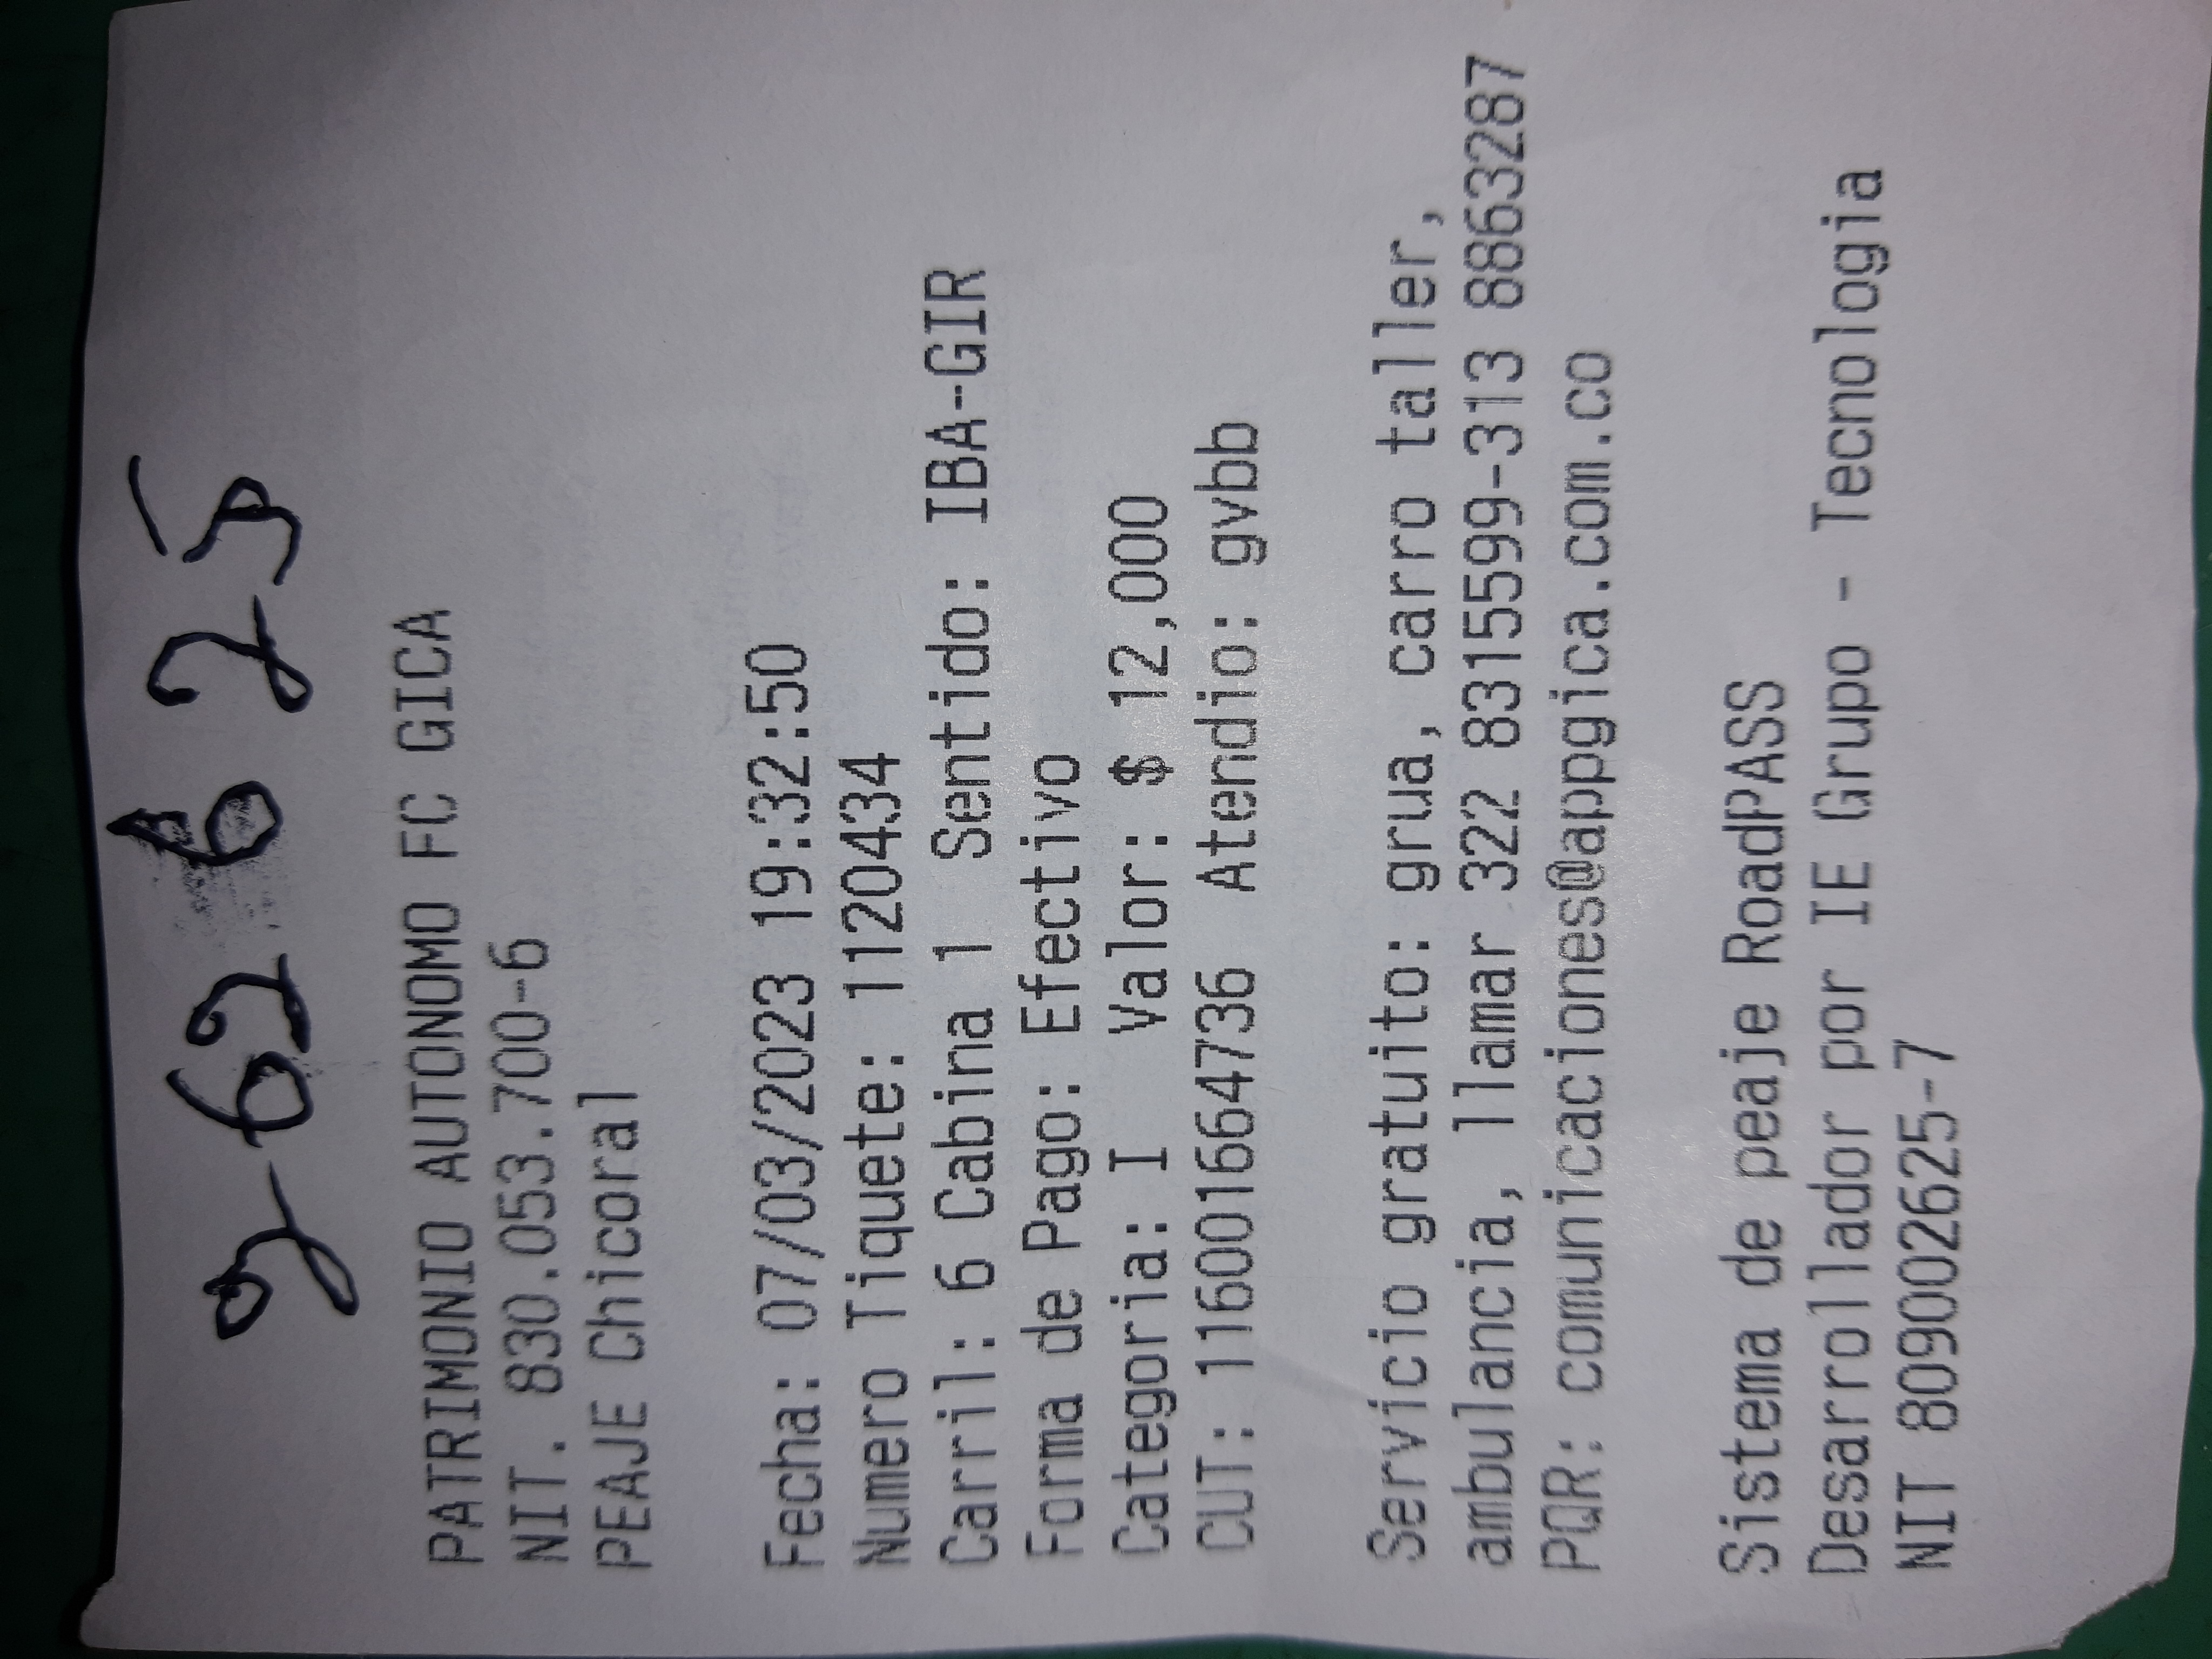 962625
PATRIMONIO AUTONOMO FC GICA
NIT. 830.053.700-6
PEAJE Chicoral
Fecha: 07/03/2023 19:32:50
Numero Tiquete: 1120434
Carril: 6 Cabina 1 Sentido: IBA-GIR
Forma de Pago: Efectivo
Categoria: I Valor: $ 12,000
CUT: 11600166473​6 Atendio: gvbb
Servicio gratuito: grua, carro taller,
ambulancia, llamar 322 8315599-313 8863287
PQR: comunicaciones@appgica.com.co
Sistema de peaje RoadPASS
Desarrollador por IE Grupo - Tecnologia
NIT 809002625-7